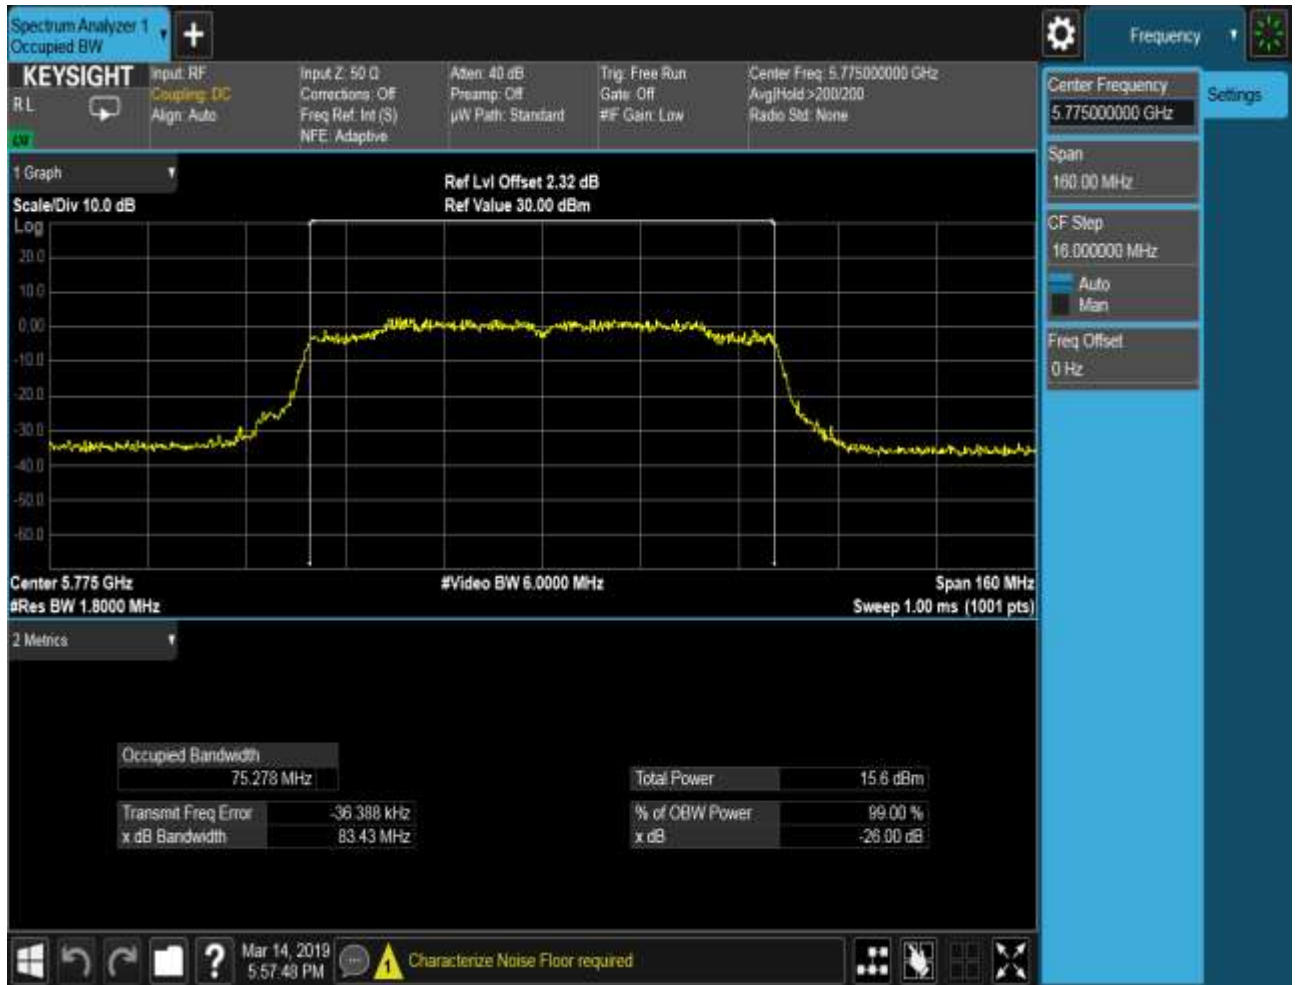 Spectrum Analyzer 1
Occupied BW
Frequency
KEYSIGHT
R L
Input: RF
Coupling: DC
Align: Auto
Input Z: 50 Ω
Corrections: Off
Freq Ref: Int (S)
NFE: Adaptive
Atten: 40 dB
Preamp: Off
µW Path: Standard
Trig: Free Run
Gate: Off
#IF Gain: Low
Center Freq: 5.775000000 GHz
Avg|Hold:>200/200
Radio Std: None
Center Frequency
5.775000000 GHz
Settings
Span
160.00 MHz
CF Step
16.000000 MHz
Auto
Man
Freq Offset
0 Hz
1 Graph
Scale/Div 10.0 dB
Ref Lvl Offset 2.32 dB
Ref Value 30.00 dBm
Log
20.0
10.0
0.00
-10.0
-20.0
-30.0
-40.0
-50.0
-60.0
Center 5.775 GHz
#Video BW 6.0000 MHz
Span 160 MHz
#Res BW 1.8000 MHz
Sweep 1.00 ms (1001 pts)
2 Metrics
Occupied Bandwidth
75.278 MHz
Total Power 15.6 dBm
Transmit Freq Error -36.388 kHz
% of OBW Power 99.00 %
x dB Bandwidth 83.43 MHz
x dB -26.00 dB
Mar 14, 2019
5:57:48 PM
1
Characterize Noise Floor required